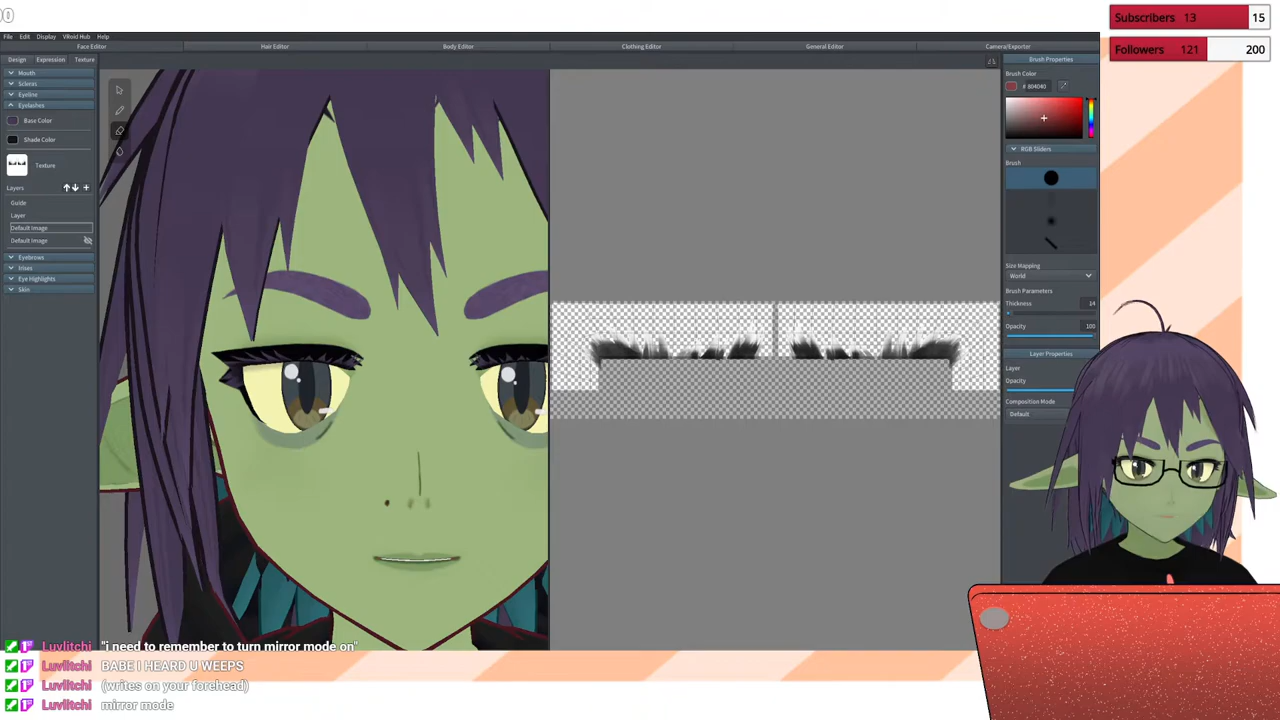 Subscribers 13 15
Followers 121 200
File Edit Display VRoid Hub Help
Face Editor Hair Editor Body Editor Clothing Editor General Editor Camera/Exporter
Design Expression Texture
Mouth
Scleras
Eyeline
Eyelashes
Base Color
Shade Color
Texture
Layers
Guide
Layer
Default Image
Default Image
Eyebrows
Irises
Eye Highlights
Skin
Brush Properties
Brush Color
# 804040
RGB Sliders
Brush
Size Mapping
World
Brush Parameters
Thickness 14
Opacity 100
Layer Properties
Layer
Opacity
Composition Mode
Default
Luvlitchi "i need to remember to turn mirror mode on"
Luvlitchi BABE I HEARD U WEEPS
Luvlitchi (writes on your forehead)
Luvlitchi mirror mode